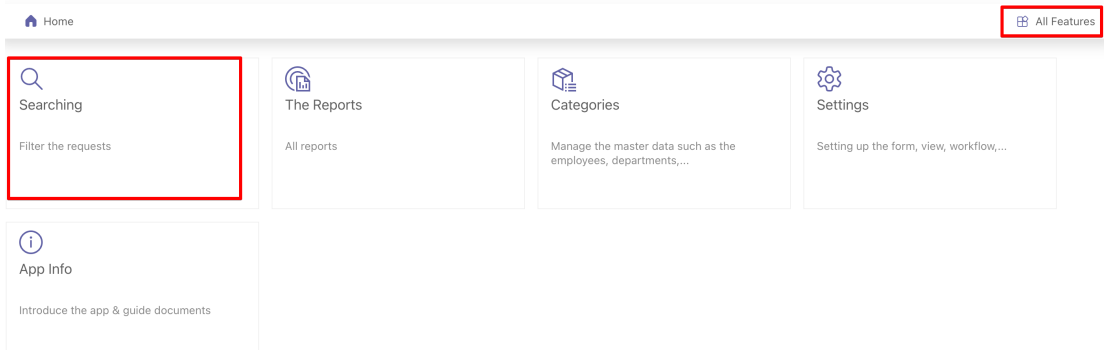 Home
All Features
Searching
Filter the requests
The Reports
All reports
Categories
Manage the master data such as the
employees, departments,...
Settings
Setting up the form, view, workflow,...
App Info
Introduce the app & guide documents